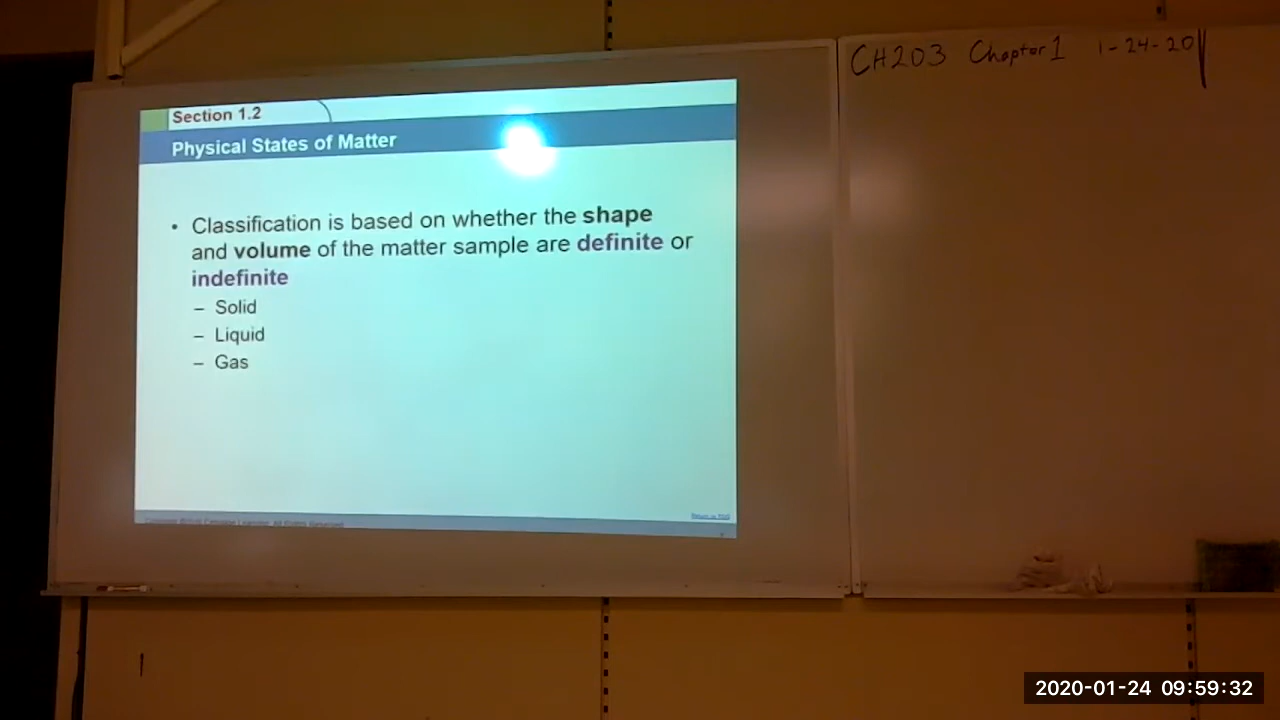 Section 1.2
Physical States of Matter
• Classification is based on whether the shape
and volume of the matter sample are definite or
indefinite
– Solid
– Liquid
– Gas
CH203 Chapter 1 1-24-20
2020-01-24 09:59:32